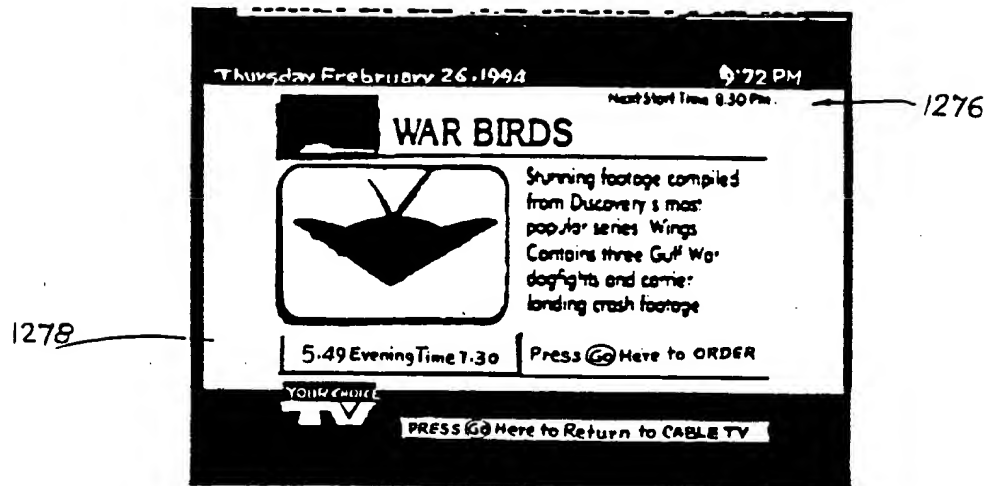 Thursday Frebruary 26.1994 9:72 PM
Next Start Time 8.30 Pm.
1276
WAR BIRDS
Stunning footage compiled
from Discovery s most
popular series Wings
Contains three Gulf War
dogfights and carrier
landing crash footage
1278
5.49 Evening Time 7.30 Press Go Here to ORDER
YOUR CHOICE
TV
PRESS Go Here to Return to CABLE TV